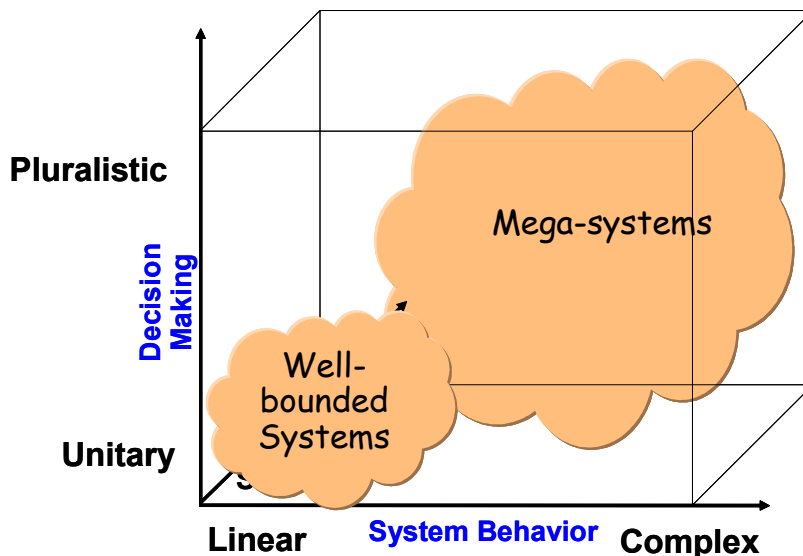 Pluralistic
Mega-systems
Decision
Making
Well-
bounded
Systems
Unitary
Linear
System Behavior
Complex